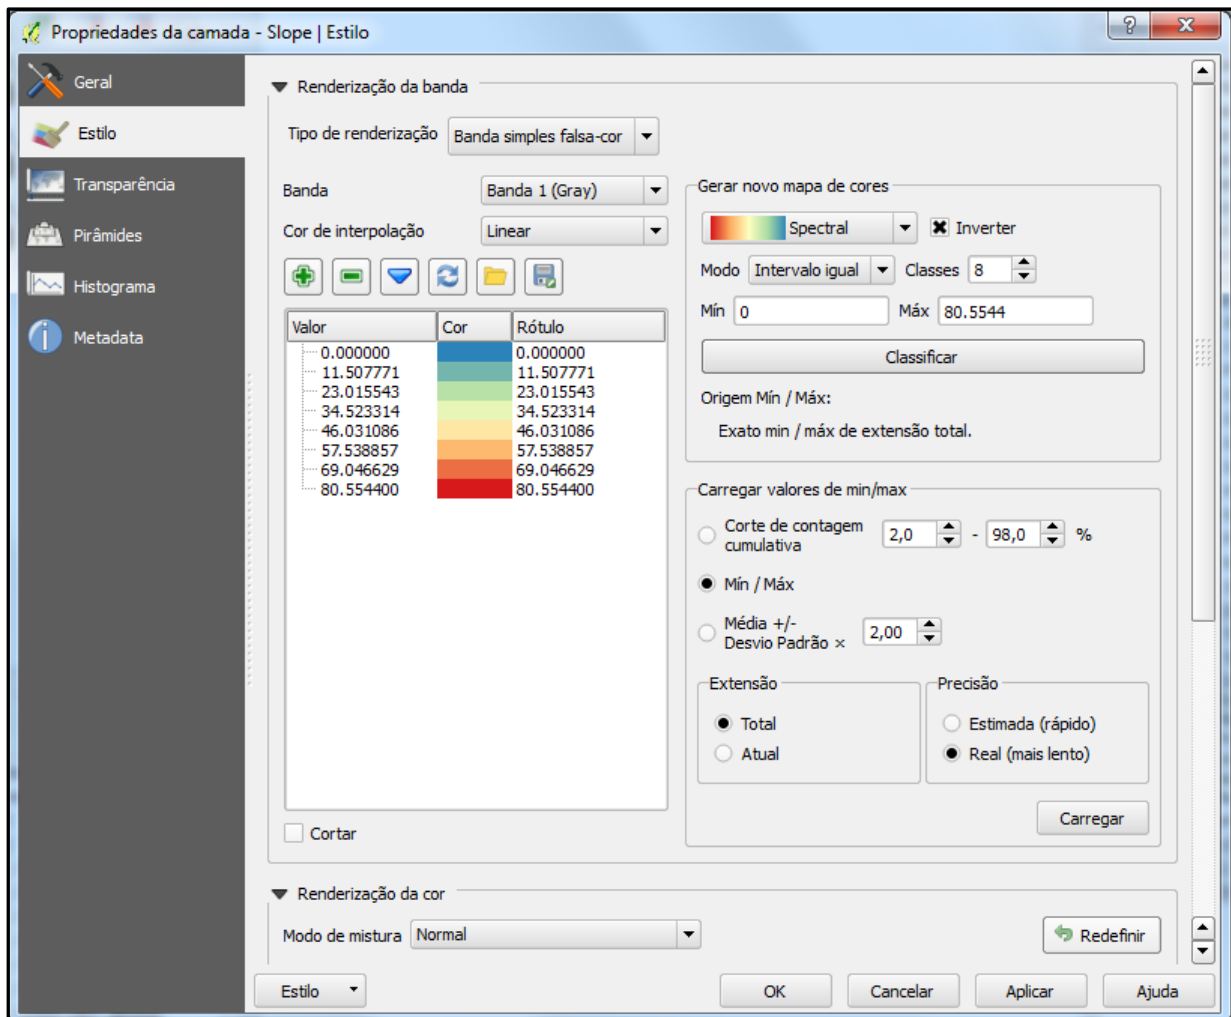 Propriedades da camada - Slope | Estilo
Geral
Estilo
Transparência
Pirâmides
Histograma
Metadata
Renderização da banda
Tipo de renderização Banda simples falsa-cor
Banda Banda 1 (Gray)
Cor de interpolação Linear
Valor Cor Rótulo
0.000000 0.000000
11.507771 11.507771
23.015543 23.015543
34.523314 34.523314
46.031086 46.031086
57.538857 57.538857
69.046629 69.046629
80.554400 80.554400
Cortar
Gerar novo mapa de cores
Spectral Inverter
Modo Intervalo igual Classes 8
Mín 0 Máx 80.5544
Classificar
Origem Mín / Máx:
Exato min / máx de extensão total.
Carregar valores de min/max
Corte de contagem
cumulativa 2,0 - 98,0 %
Mín / Máx
Média +/-
Desvio Padrão × 2,00
Extensão
Total
Atual
Precisão
Estimada (rápido)
Real (mais lento)
Carregar
Renderização da cor
Modo de mistura Normal
Redefinir
Estilo OK Cancelar Aplicar Ajuda